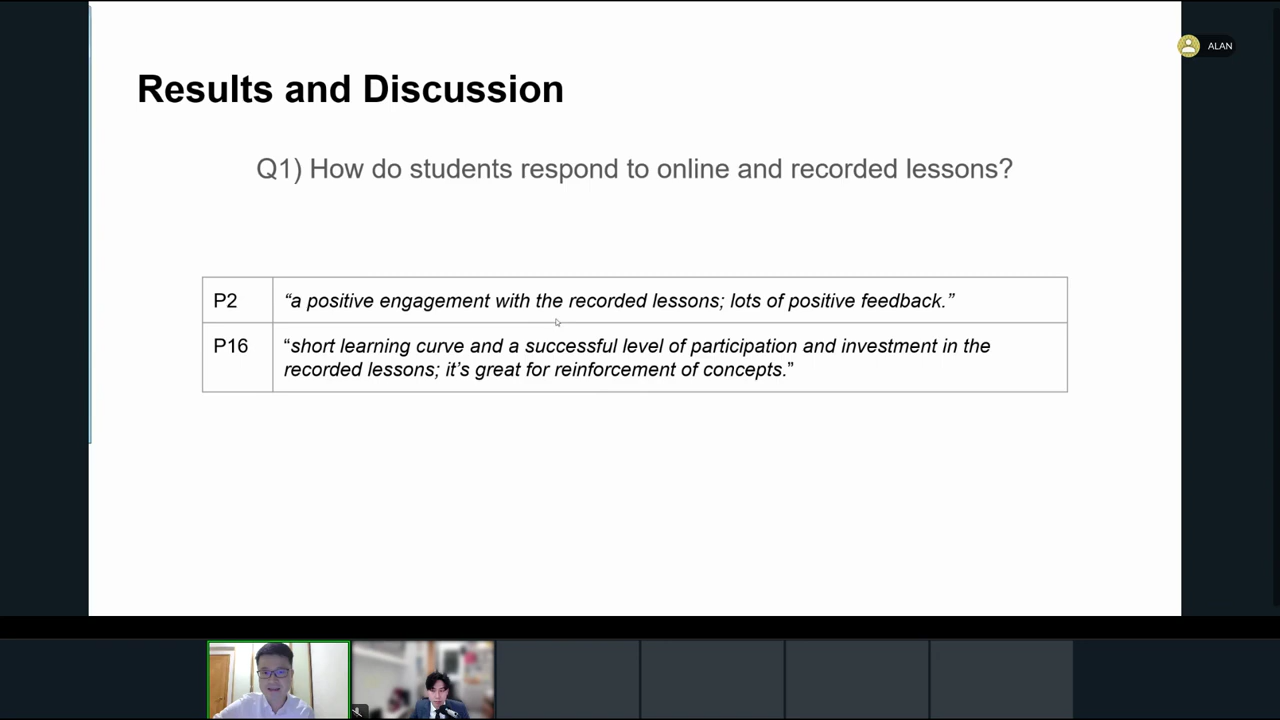 ALAN
Results and Discussion
Q1) How do students respond to online and recorded lessons?
P2 “a positive engagement with the recorded lessons; lots of positive feedback.”
P16 “short learning curve and a successful level of participation and investment in the
recorded lessons; it’s great for reinforcement of concepts.”